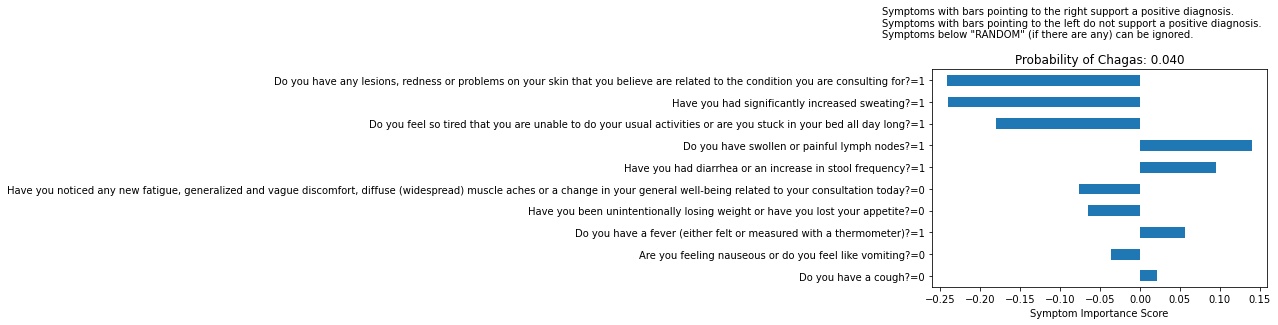 Symptoms with bars pointing to the right support a positive diagnosis.
Symptoms with bars pointing to the left do not support a positive diagnosis.
Symptoms below "RANDOM" (if there are any) can be ignored.
Probability of Chagas: 0.040
Do you have any lesions, redness or problems on your skin that you believe are related to the condition you are consulting for?=1
Have you had significantly increased sweating?=1
Do you feel so tired that you are unable to do your usual activities or are you stuck in your bed all day long?=1
Do you have swollen or painful lymph nodes?=1
Have you had diarrhea or an increase in stool frequency?=1
Have you noticed any new fatigue, generalized and vague discomfort, diffuse (widespread) muscle aches or a change in your general well-being related to your consultation today?=0
Have you been unintentionally losing weight or have you lost your appetite?=0
Do you have a fever (either felt or measured with a thermometer)?=1
Are you feeling nauseous or do you feel like vomiting?=0
Do you have a cough?=0
−0.25 −0.20 −0.15 −0.10 −0.05 0.00 0.05 0.10 0.15
Symptom Importance Score